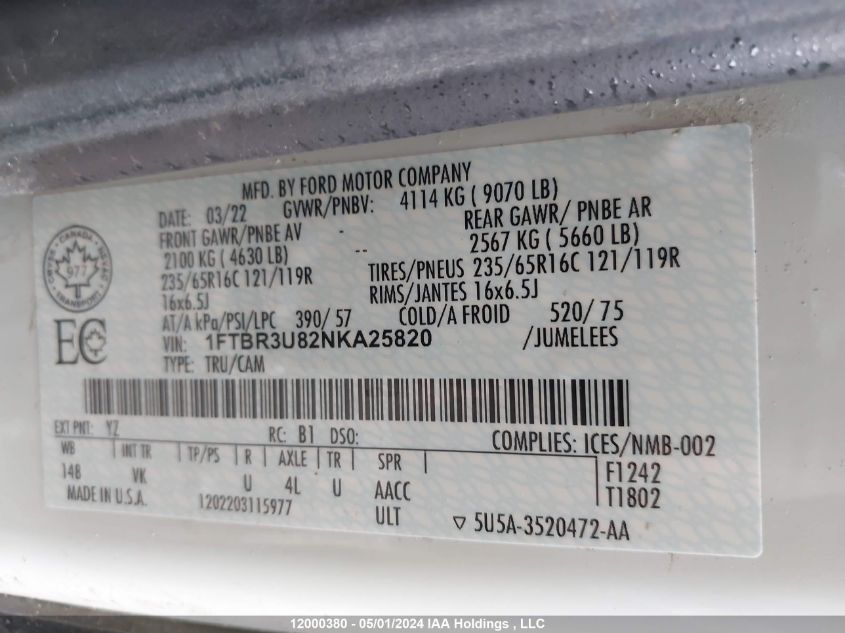 MFD. BY FORD MOTOR COMPANY
DATE: 03/22 GVWR/PNBV: 4114 KG ( 9070 LB)
FRONT GAWR/PNBE AV - REAR GAWR/ PNBE AR
2100 KG ( 4630 LB) -- 2567 KG ( 5660 LB)
235/65R16C 121/119R TIRES/PNEUS 235/65R16C 121/119R
16x6.5J RIMS/JANTES 16x6.5J
AT/A kPa/PSI/LPC 390/ 57 COLD/A FROID 520/ 75
VIN: 1FTBR3U82NKA25820 /JUMELEES
TYPE: TRU/CAM
CANADA
977
TRANSPORT
EC
EXT PNT: YZ RC: B1 DSO: COMPLIES: ICES/NMB-002
WB INT TR TP/PS R AXLE TR SPR F1242
148 VK U 4L U AACC T1802
MADE IN U.S.A. 1202203115977 ULT ▽ 5U5A-3520472-AA
12000380 - 05/01/2024 IAA Holdings , LLC